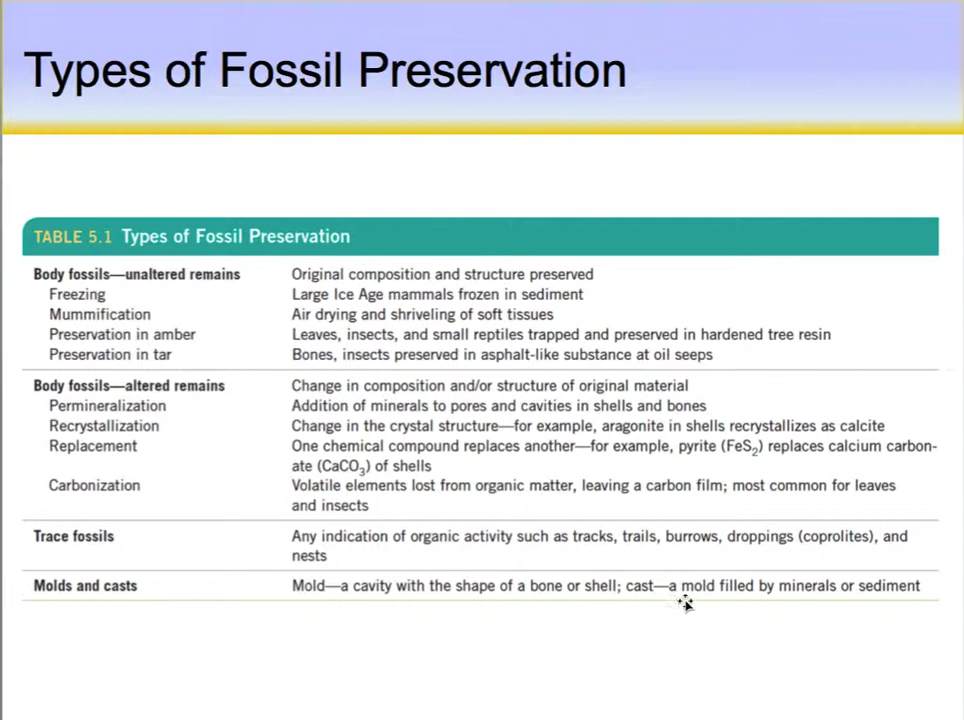 Types of Fossil Preservation
TABLE 5.1 Types of Fossil Preservation
Body fossils—unaltered remains Original composition and structure preserved
Freezing Large Ice Age mammals frozen in sediment
Mummification Air drying and shriveling of soft tissues
Preservation in amber Leaves, insects, and small reptiles trapped and preserved in hardened tree resin
Preservation in tar Bones, insects preserved in asphalt-like substance at oil seeps
Body fossils—altered remains Change in composition and/or structure of original material
Permineralization Addition of minerals to pores and cavities in shells and bones
Recrystallization Change in the crystal structure—for example, aragonite in shells recrystallizes as calcite
Replacement One chemical compound replaces another—for example, pyrite (FeS₂) replaces calcium carbon-
ate (CaCO₃) of shells
Carbonization Volatile elements lost from organic matter, leaving a carbon film; most common for leaves
and insects
Trace fossils Any indication of organic activity such as tracks, trails, burrows, droppings (coprolites), and
nests
Molds and casts Mold—a cavity with the shape of a bone or shell; cast—a mold filled by minerals or sediment